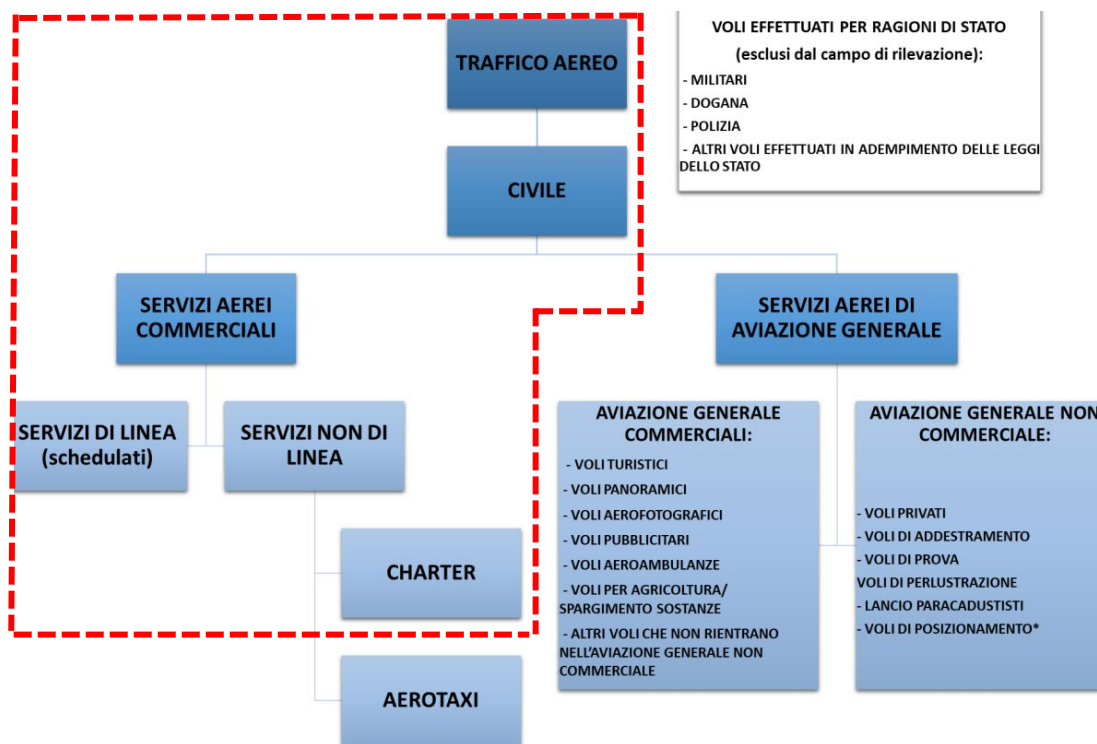 TRAFFICO AEREO
VOLI EFFETTUATI PER RAGIONI DI STATO
(esclusi dal campo di rilevazione):
- MILITARI
- DOGANA
- POLIZIA
- ALTRI VOLI EFFETTUATI IN ADEMPIMENTO DELLE LEGGI
DELLO STATO
CIVILE
SERVIZI AEREI
COMMERCIALI
SERVIZI AEREI DI
AVIAZIONE GENERALE
SERVIZI DI LINEA
(schedulati)
SERVIZI NON DI
LINEA
CHARTER
AEROTAXI
AVIAZIONE GENERALE
COMMERCIALI:
- VOLI TURISTICI
- VOLI PANORAMICI
- VOLI AEROFOTOGRAFICI
- VOLI PUBBLICITARI
- VOLI AEROAMBULANZE
- VOLI PER AGRICOLTURA/
SPARGIMENTO SOSTANZE
- ALTRI VOLI CHE NON RIENTRANO
NELL'AVIAZIONE GENERALE NON
COMMERCIALE
AVIAZIONE GENERALE NON
COMMERCIALE:
- VOLI PRIVATI
- VOLI DI ADDESTRAMENTO
- VOLI DI PROVA
VOLI DI PERLUSTRAZIONE
- LANCIO PARACADUSTISTI
- VOLI DI POSIZIONAMENTO*